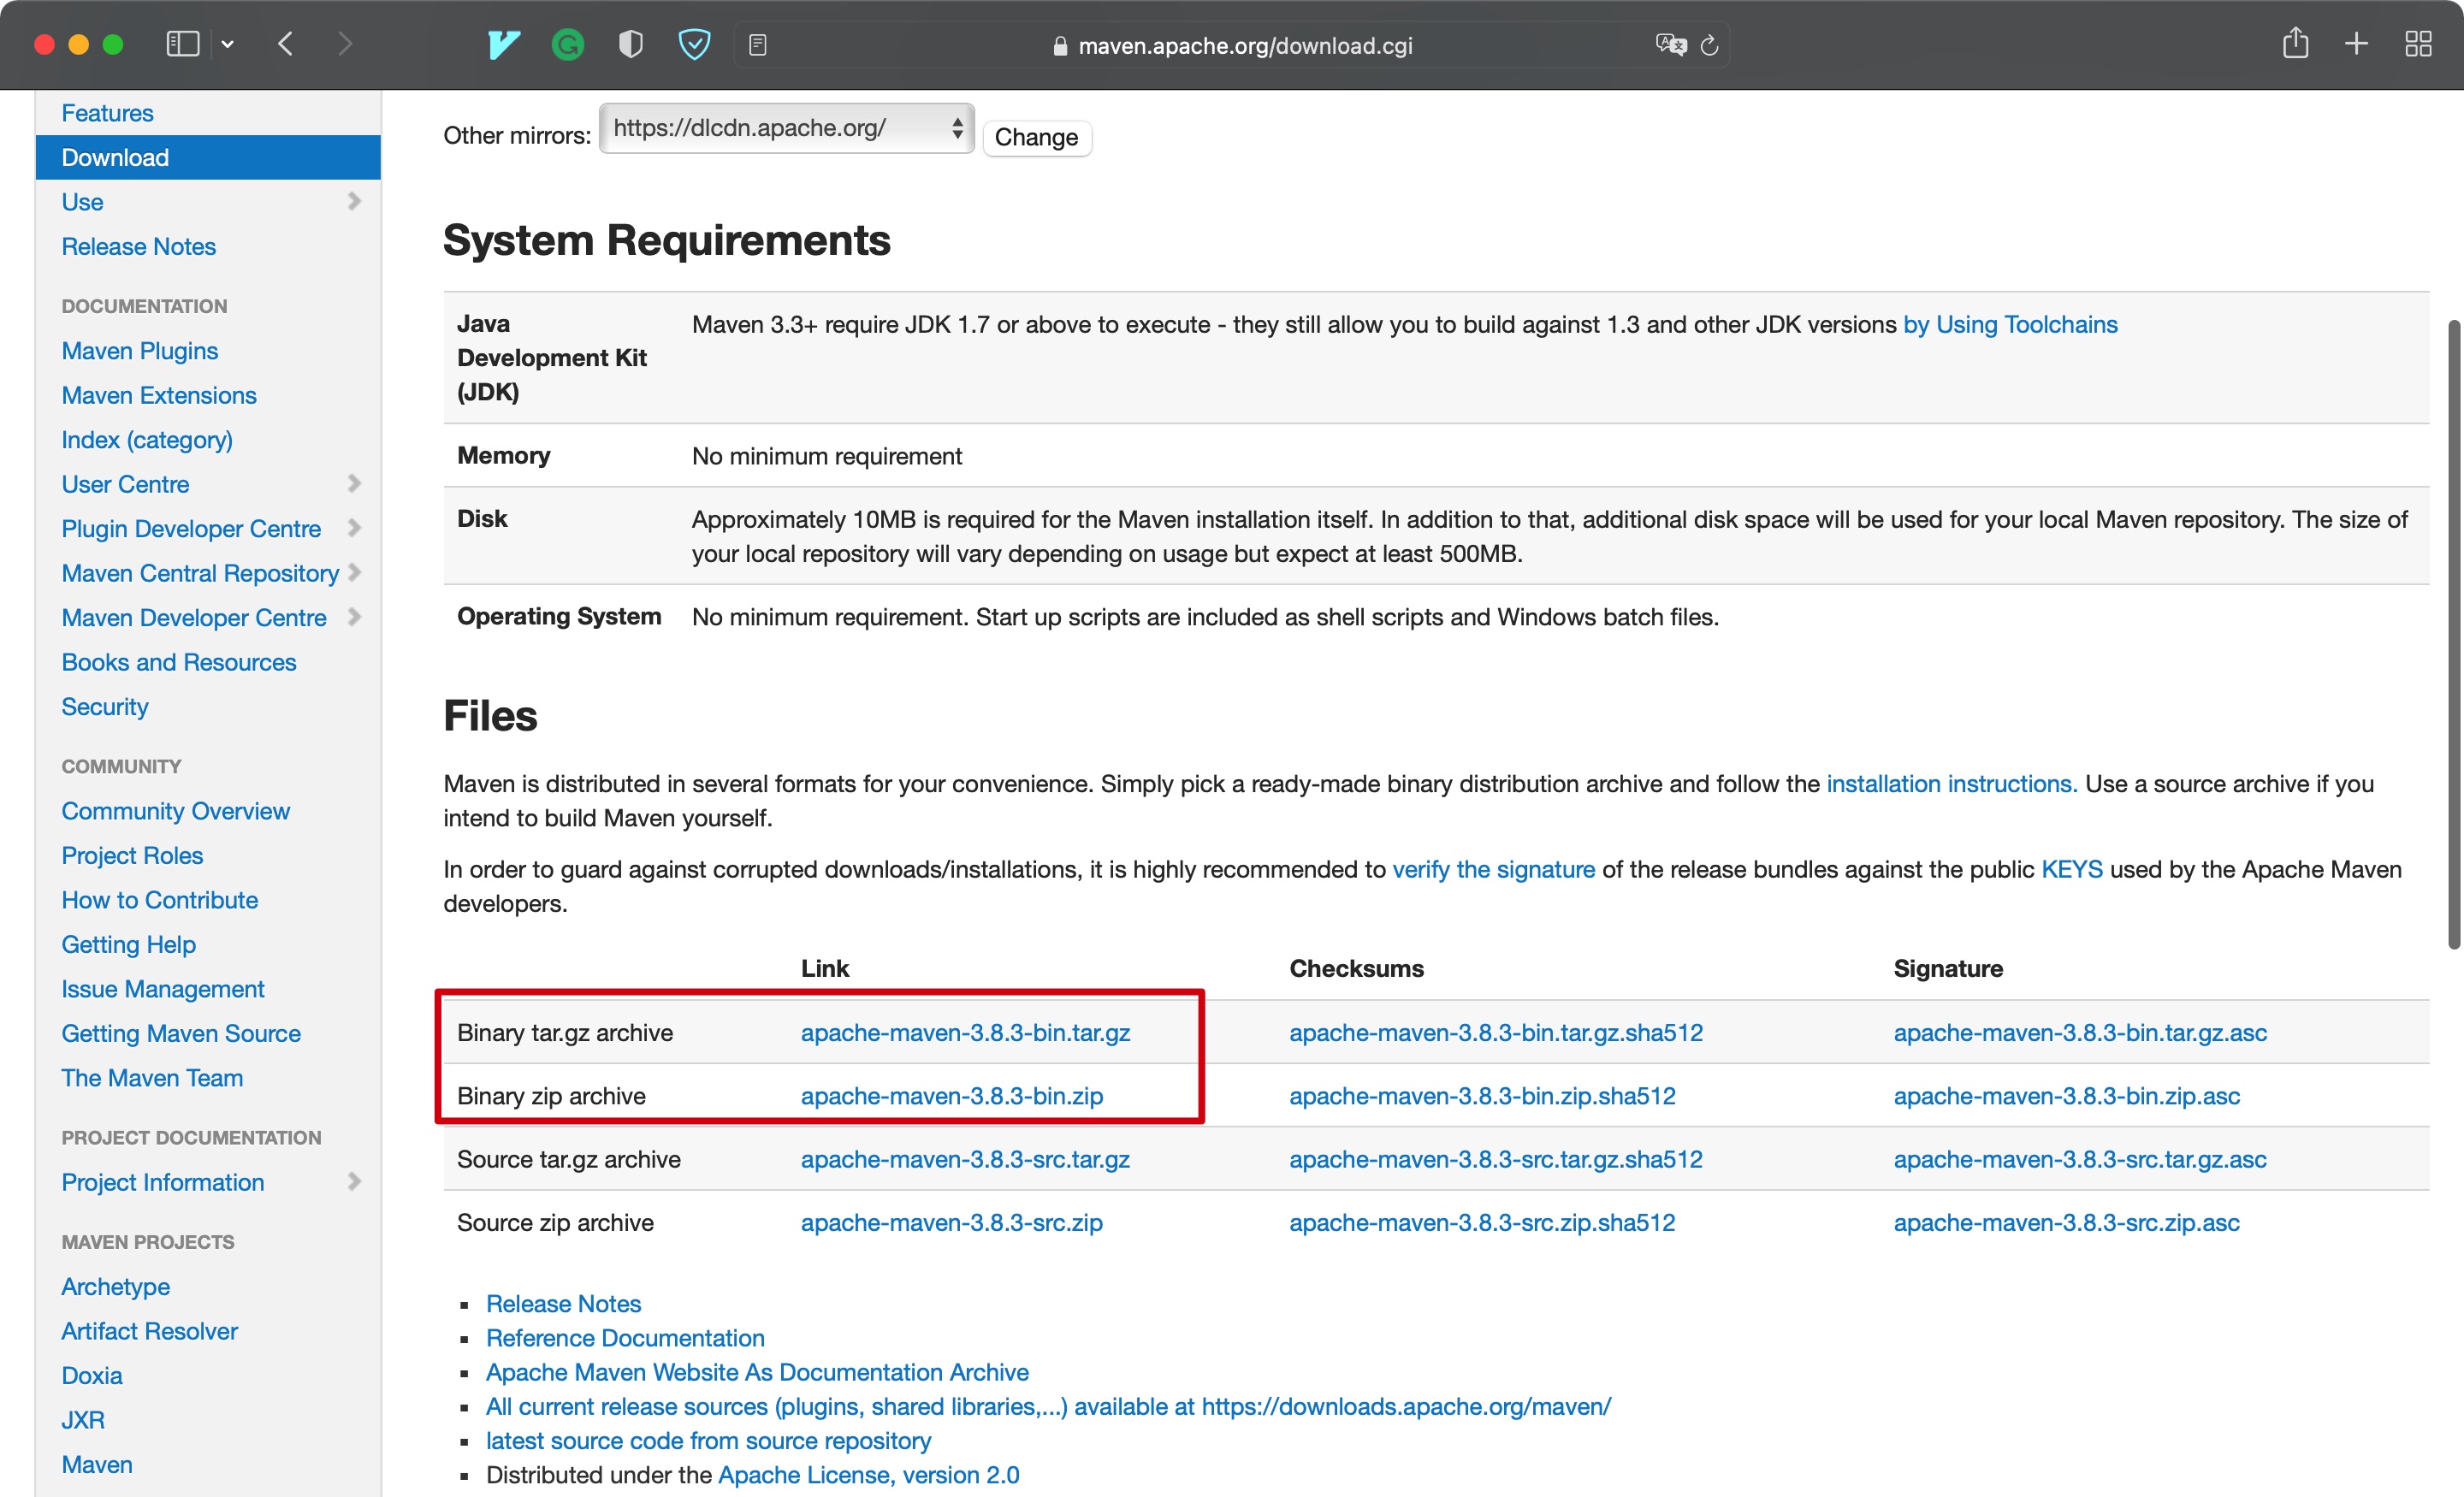 maven.apache.org/download.cgi
Features
Download
Use
Release Notes
DOCUMENTATION
Maven Plugins
Maven Extensions
Index (category)
User Centre
Plugin Developer Centre
Maven Central Repository
Maven Developer Centre
Books and Resources
Security
COMMUNITY
Community Overview
Project Roles
How to Contribute
Getting Help
Issue Management
Getting Maven Source
The Maven Team
PROJECT DOCUMENTATION
Project Information
MAVEN PROJECTS
Archetype
Artifact Resolver
Doxia
JXR
Maven
Other mirrors: https://dlcdn.apache.org/ Change
System Requirements
Java
Development Kit
(JDK)
Maven 3.3+ require JDK 1.7 or above to execute - they still allow you to build against 1.3 and other JDK versions by Using Toolchains
Memory No minimum requirement
Disk Approximately 10MB is required for the Maven installation itself. In addition to that, additional disk space will be used for your local Maven repository. The size of
your local repository will vary depending on usage but expect at least 500MB.
Operating System No minimum requirement. Start up scripts are included as shell scripts and Windows batch files.
Files
Maven is distributed in several formats for your convenience. Simply pick a ready-made binary distribution archive and follow the installation instructions. Use a source archive if you
intend to build Maven yourself.
In order to guard against corrupted downloads/installations, it is highly recommended to verify the signature of the release bundles against the public KEYS used by the Apache Maven
developers.
Link Checksums Signature
Binary tar.gz archive apache-maven-3.8.3-bin.tar.gz apache-maven-3.8.3-bin.tar.gz.sha512 apache-maven-3.8.3-bin.tar.gz.asc
Binary zip archive apache-maven-3.8.3-bin.zip apache-maven-3.8.3-bin.zip.sha512 apache-maven-3.8.3-bin.zip.asc
Source tar.gz archive apache-maven-3.8.3-src.tar.gz apache-maven-3.8.3-src.tar.gz.sha512 apache-maven-3.8.3-src.tar.gz.asc
Source zip archive apache-maven-3.8.3-src.zip apache-maven-3.8.3-src.zip.sha512 apache-maven-3.8.3-src.zip.asc
Release Notes
Reference Documentation
Apache Maven Website As Documentation Archive
All current release sources (plugins, shared libraries,...) available at https://downloads.apache.org/maven/
latest source code from source repository
Distributed under the Apache License, version 2.0